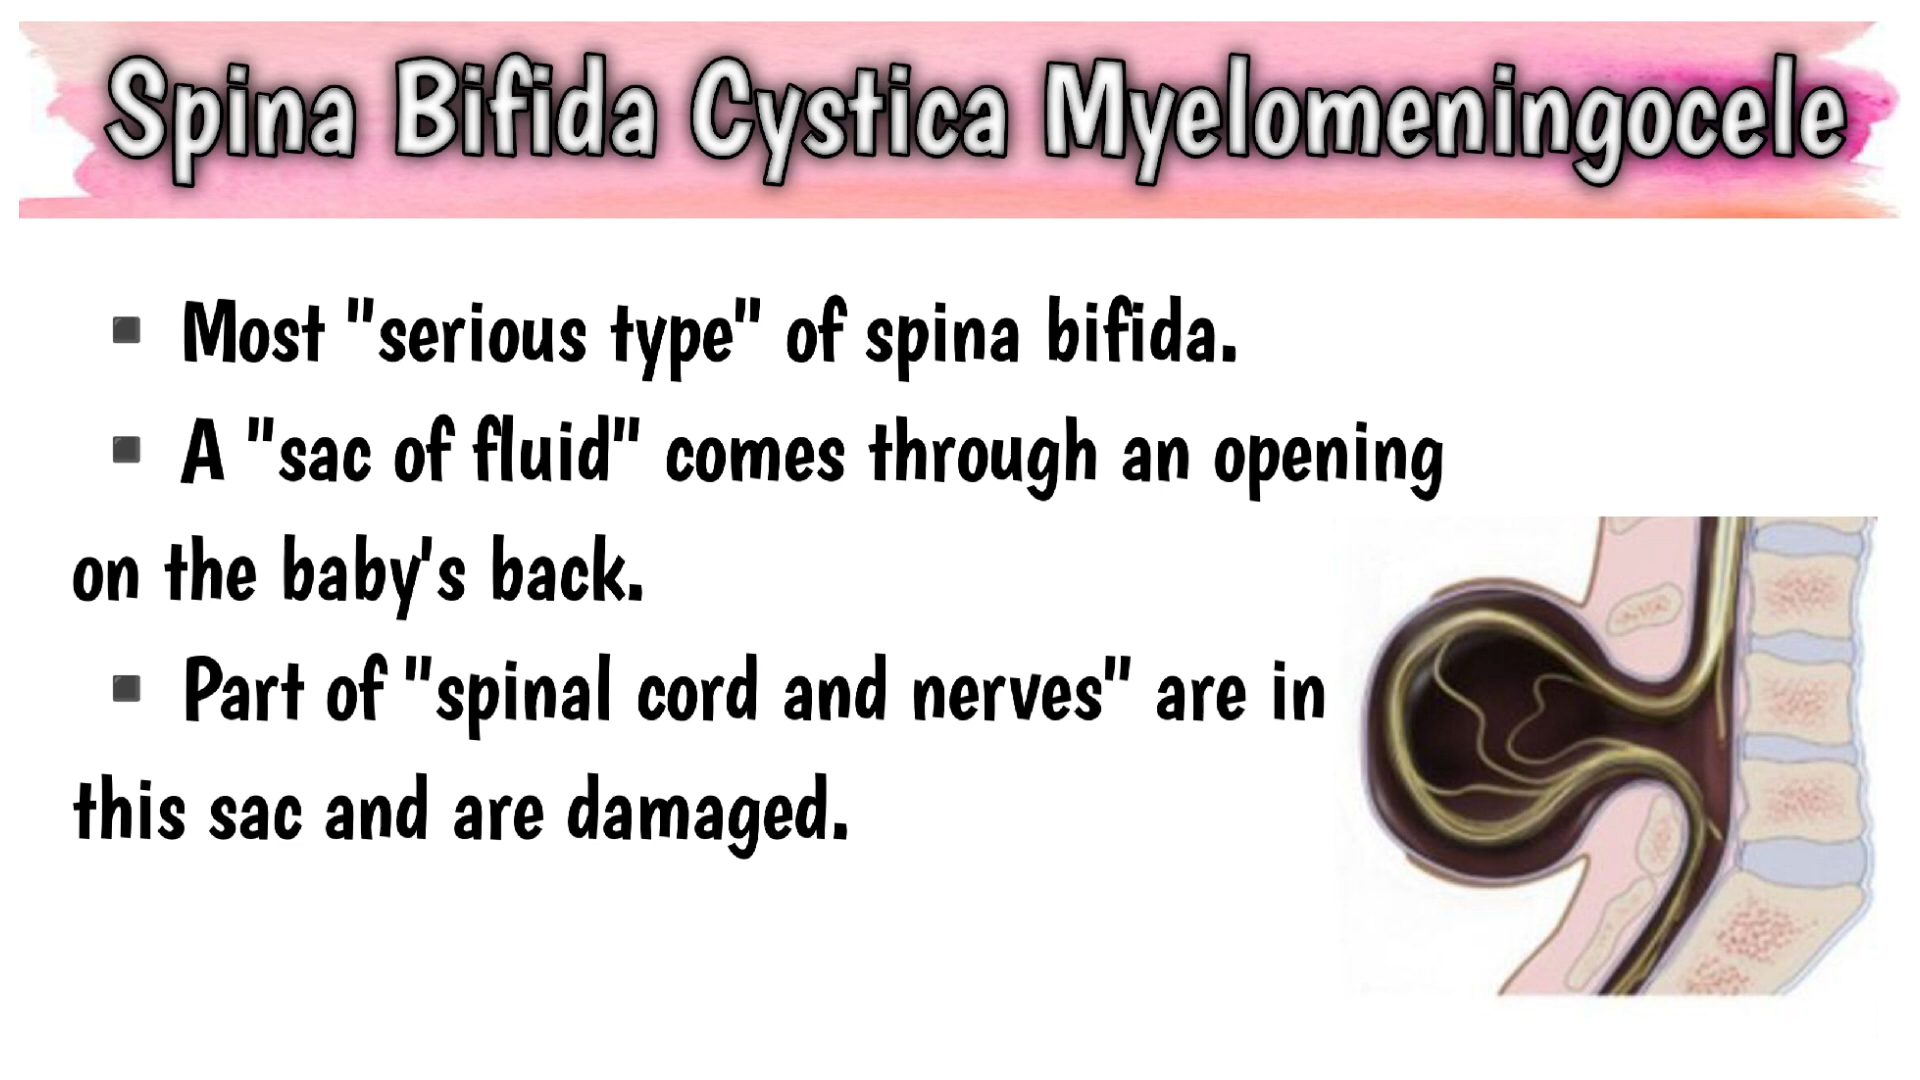 Spina Bifida Cystica Myelomeningocele
▪ Most "serious type" of spina bifida.
▪ A "sac of fluid" comes through an opening
on the baby's back.
▪ Part of "spinal cord and nerves" are in
this sac and are damaged.